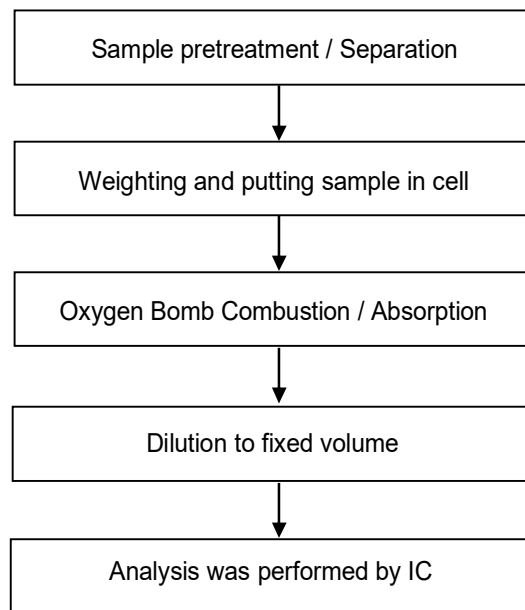 Sample pretreatment / Separation
Weighting and putting sample in cell
Oxygen Bomb Combustion / Absorption
Dilution to fixed volume
Analysis was performed by IC